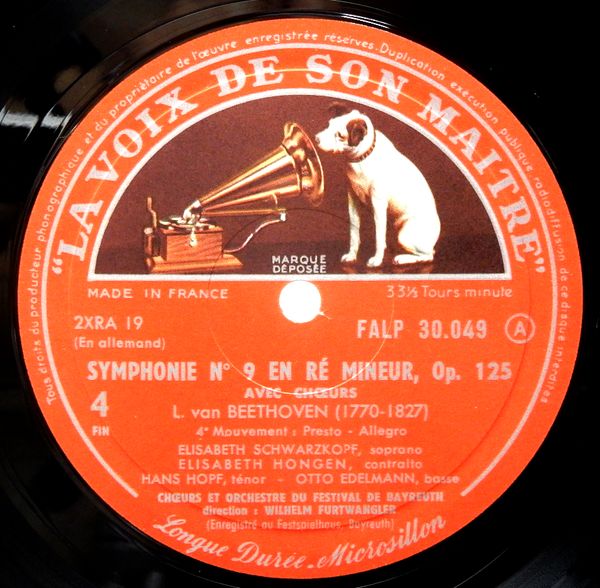 Tous droits du producteur phonographique et du propriétaire de l'œuvre enregistrée réservés. Duplication exécution publique radiodiffusion de ce disque interdites
"LA VOIX DE SON MAITRE"
MARQUE
DÉPOSÉE
MADE IN FRANCE
33⅓ Tours minute
2XRA 19
(En allemand)
FALP 30.049 A
SYMPHONIE N° 9 EN RÉ MINEUR, Op. 125
AVEC CHŒURS
4
FIN
L. van BEETHOVEN (1770-1827)
4e Mouvement : Presto - Allegro
ELISABETH SCHWARZKOPF, soprano
ELISABETH HONGEN, contralto
HANS HOPF, ténor - OTTO EDELMANN, basse
CHŒURS ET ORCHESTRE DU FESTIVAL DE BAYREUTH
direction : WILHELM FURTWANGLER
(Enregistré au Festspielhaus, Bayreuth)
Longue Durée - Microsillon